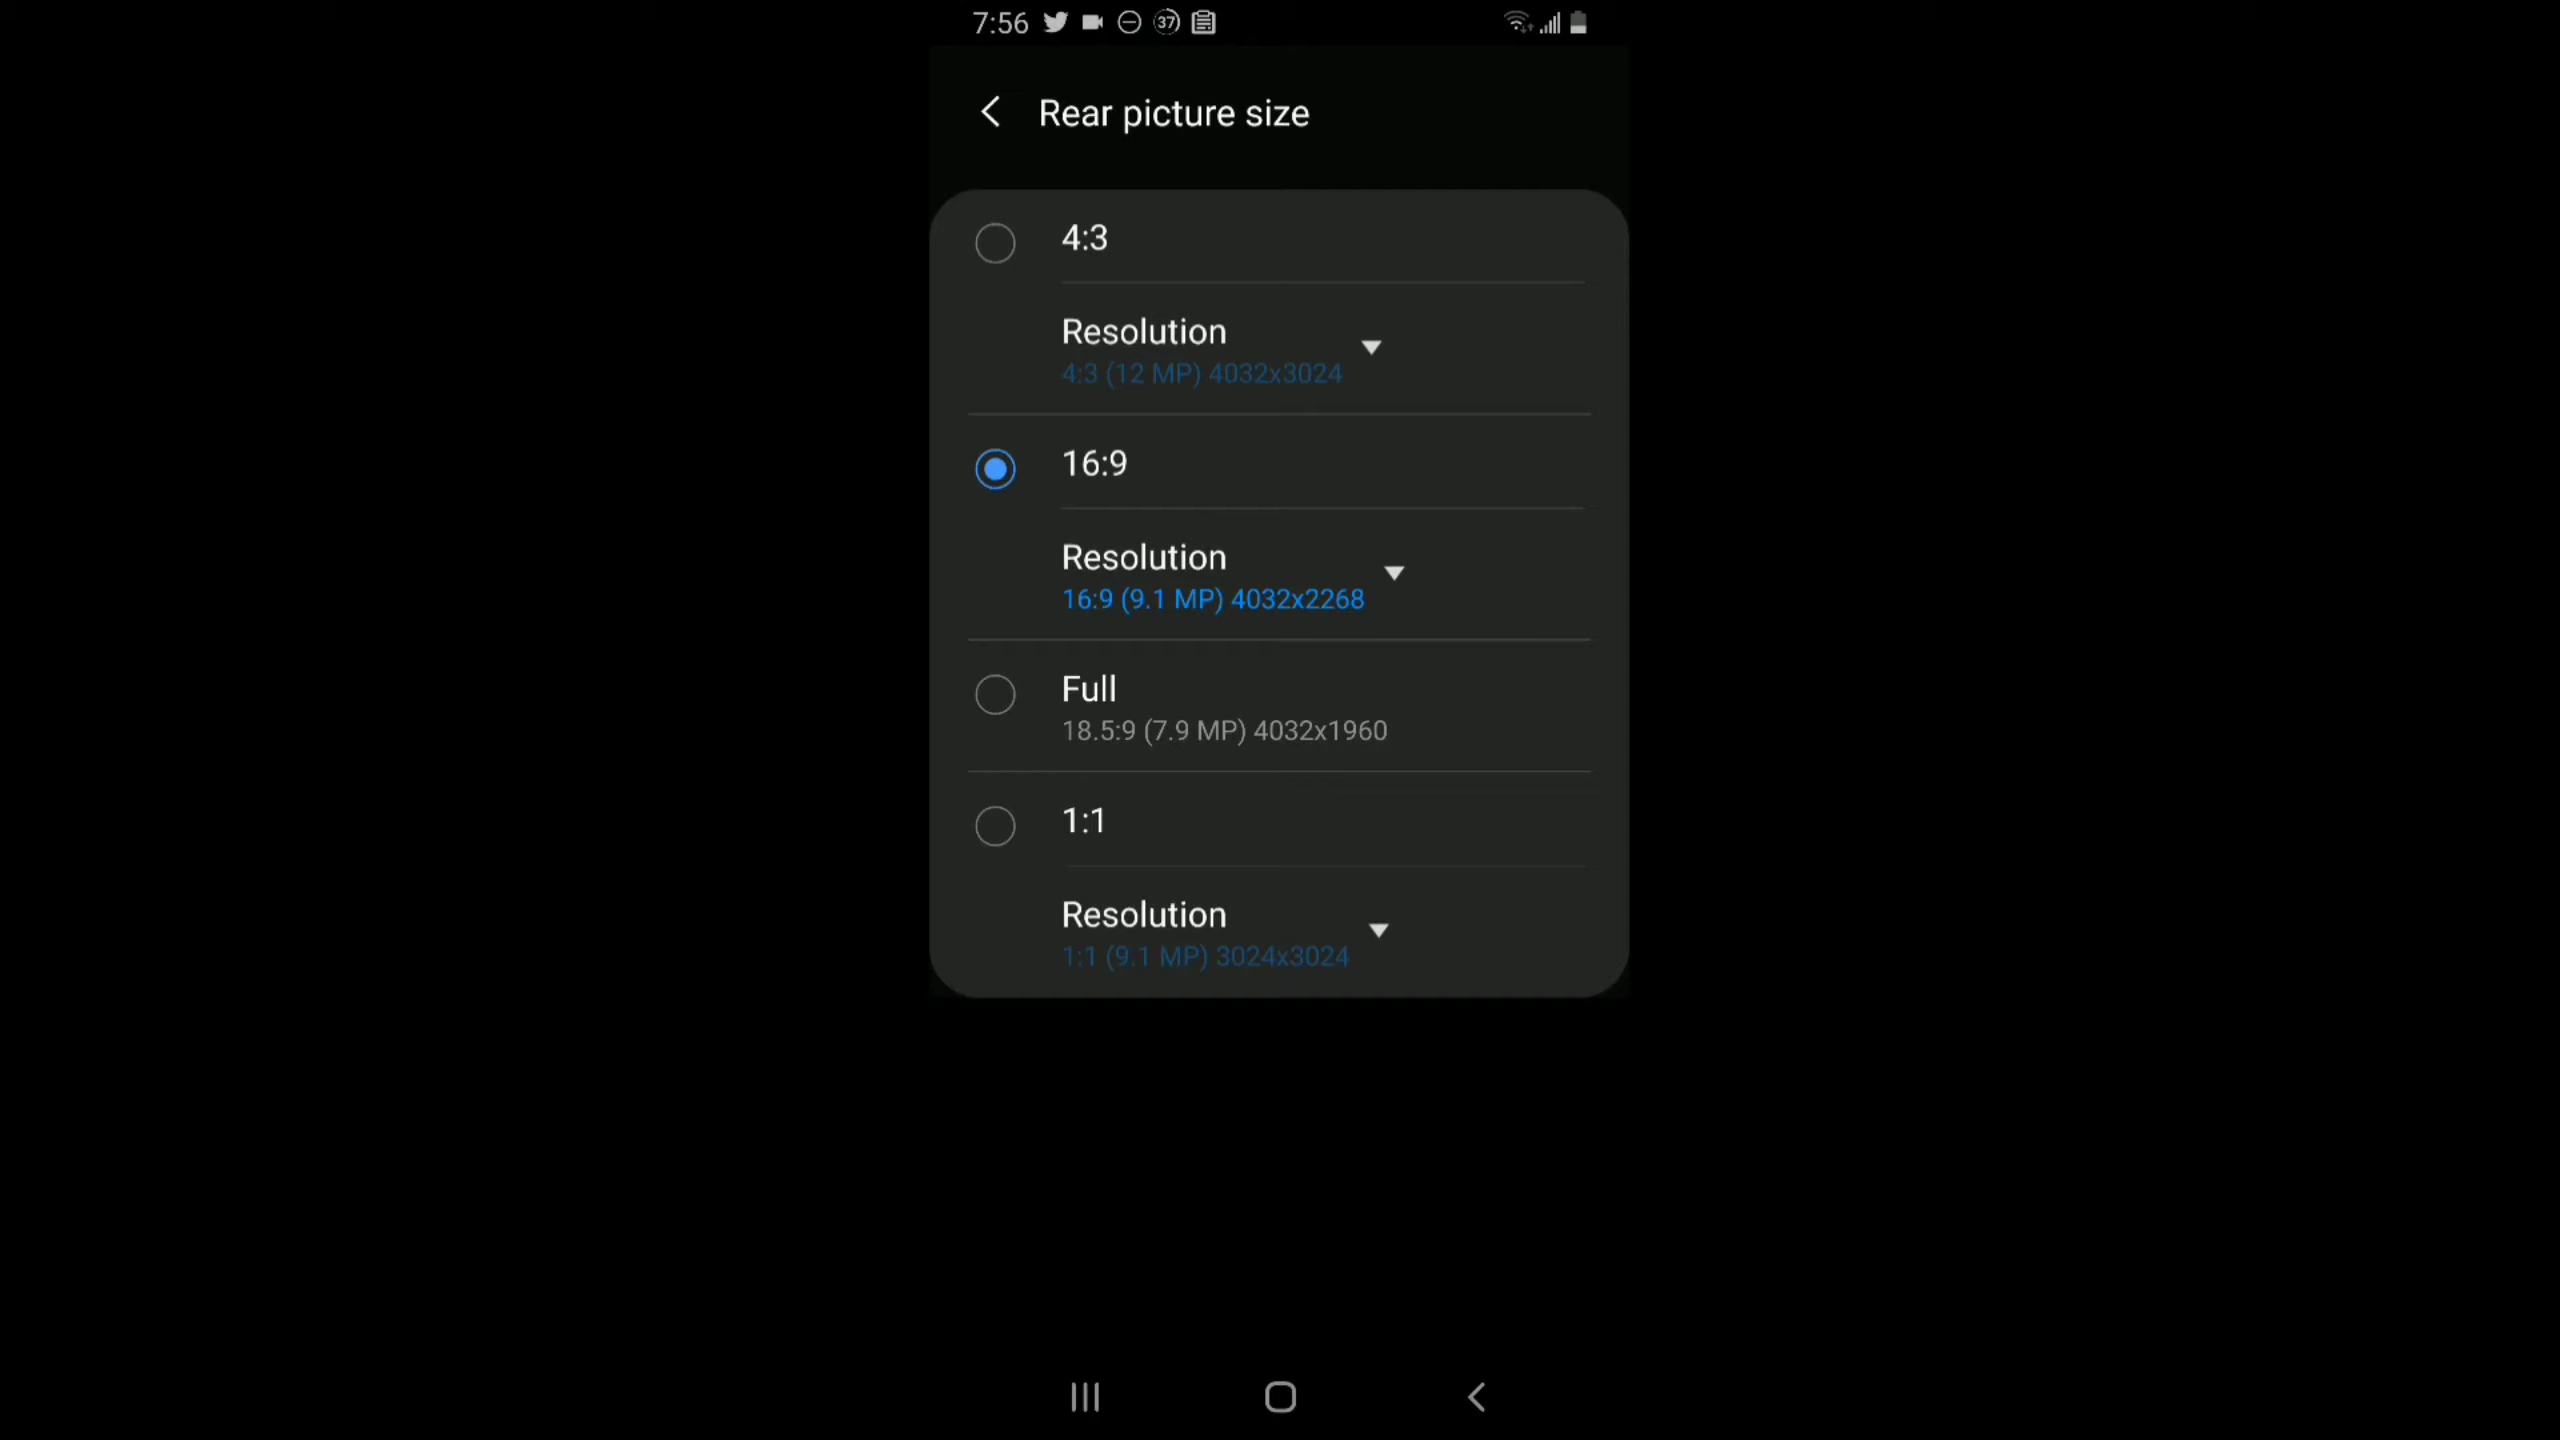 7:56 37
Rear picture size
4:3
Resolution
4:3 (12 MP) 4032x3024
16:9
Resolution
16:9 (9.1 MP) 4032x2268
Full
18.5:9 (7.9 MP) 4032x1960
1:1
Resolution
1:1 (9.1 MP) 3024x3024